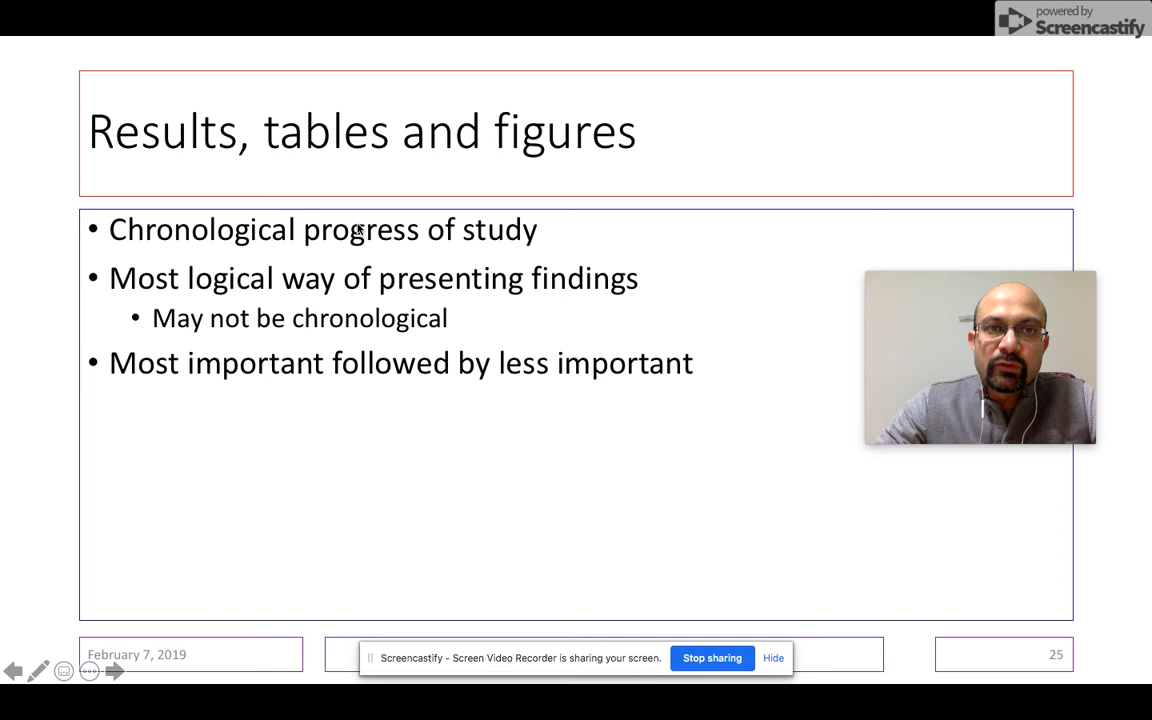 powered by
Screencastify
Results, tables and figures
• Chronological progress of study
• Most logical way of presenting findings
• May not be chronological
• Most important followed by less important
February 7, 2019
Screencastify - Screen Video Recorder is sharing your screen.
Stop sharing
Hide
25